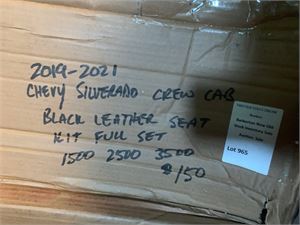 2019-2021
CHEVY SILVERADO CREW CAB
BLACK LEATHER SEAT
KIT FULL SET
1500 2500 3500
$150
Lot 965